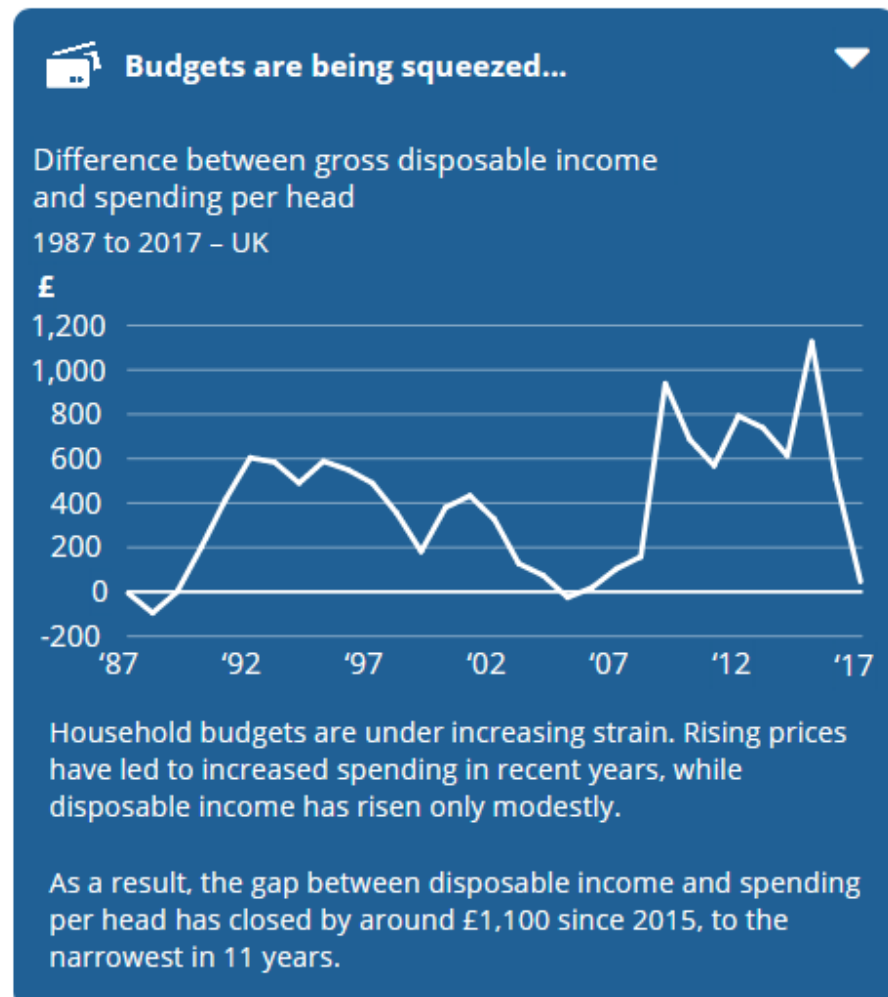 Budgets are being squeezed...
Difference between gross disposable income
and spending per head
1987 to 2017 – UK
£
1,200
1,000
800
600
400
200
0
-200
‘87 ‘92 ‘97 ‘02 ‘07 ‘12 ‘17
Household budgets are under increasing strain. Rising prices
have led to increased spending in recent years, while
disposable income has risen only modestly.
As a result, the gap between disposable income and spending
per head has closed by around £1,100 since 2015, to the
narrowest in 11 years.